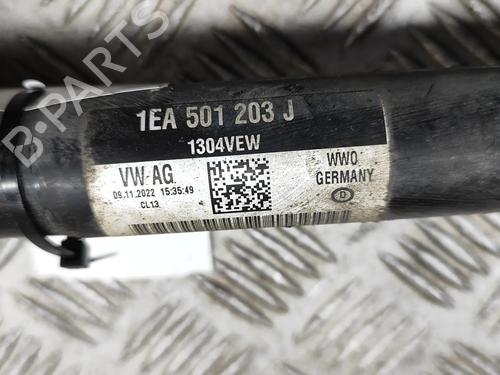 1EA 501 203 J
1304VEW
VW AG
09.11.2022 15:35:49
CL13
WWO
GERMANY
D
B-PARTS